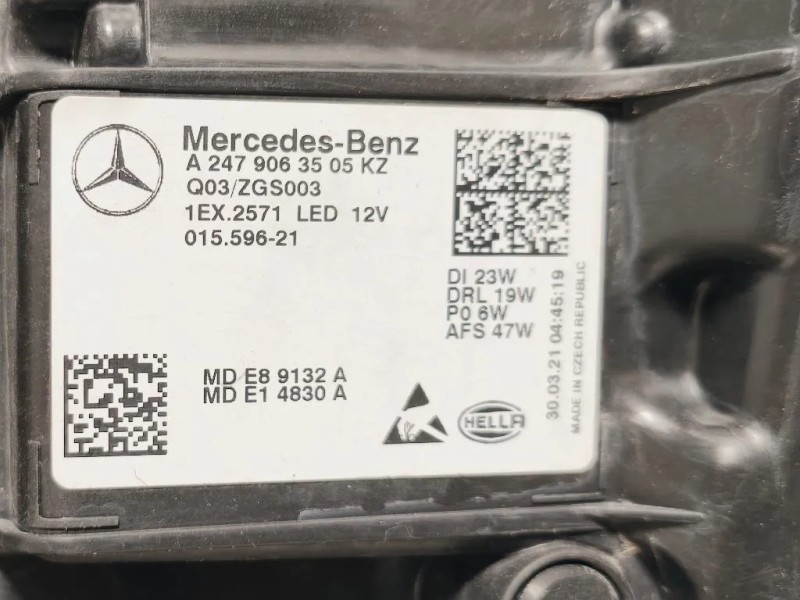 Mercedes-Benz
A 247 906 35 05 KZ
Q03/ZGS003
1EX.2571 LED 12V
015.596-21
DI 23W
DRL 19W
P0 6W
AFS 47W
MD E8 9132 A
MD E1 4830 A
HELLA
30.03.21 04:45:19
MADE IN CZECH REPUBLIC